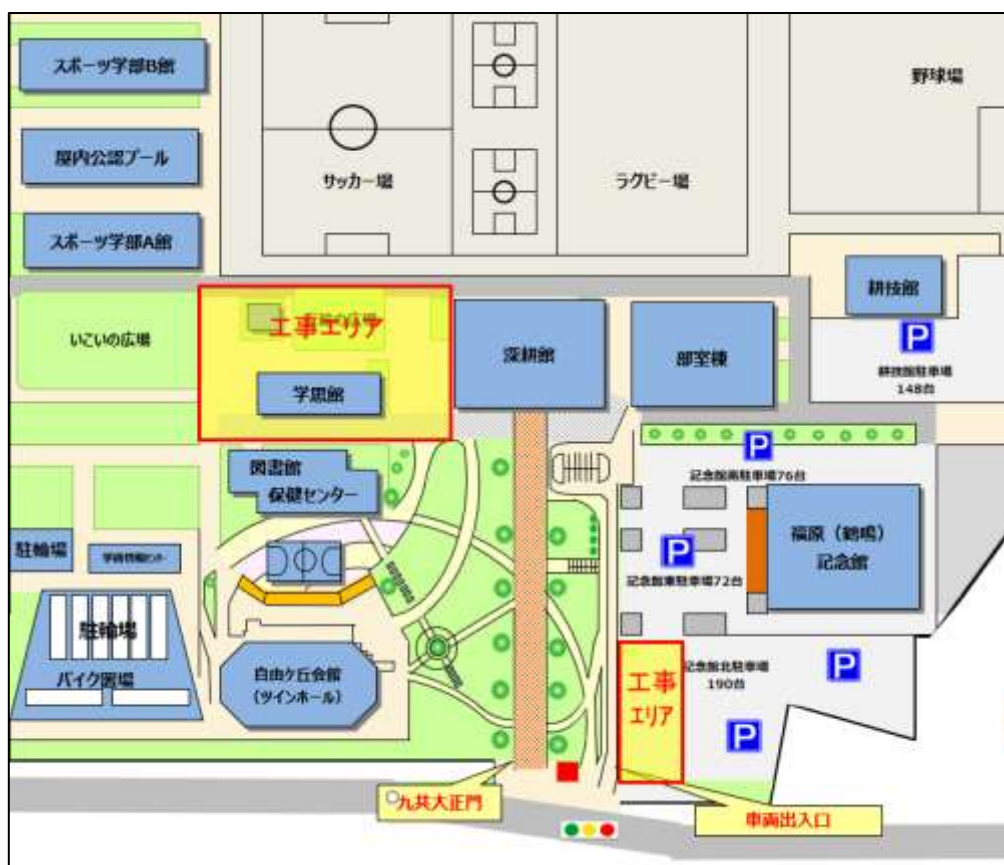 スポーツ学部B館
野球場
屋内公認プール
サッカー場
ラグビー場
スポーツ学部A館
耕技館
P
いこいの広場
の広場
工事エリア
深耕館
部室棟
耕技館駐車場
148台
学思館
P
記念館南駐車場76台
図書館
保健センター
福原(鶴鳴)
記念館
P
記念館東駐車場72台
駐輪場
駐輪場
バイク置場
自由ケ丘会館
(ツインホール)
工事
エリア
記念館北駐車場
190台
P
P
九共大正門
車両出入口